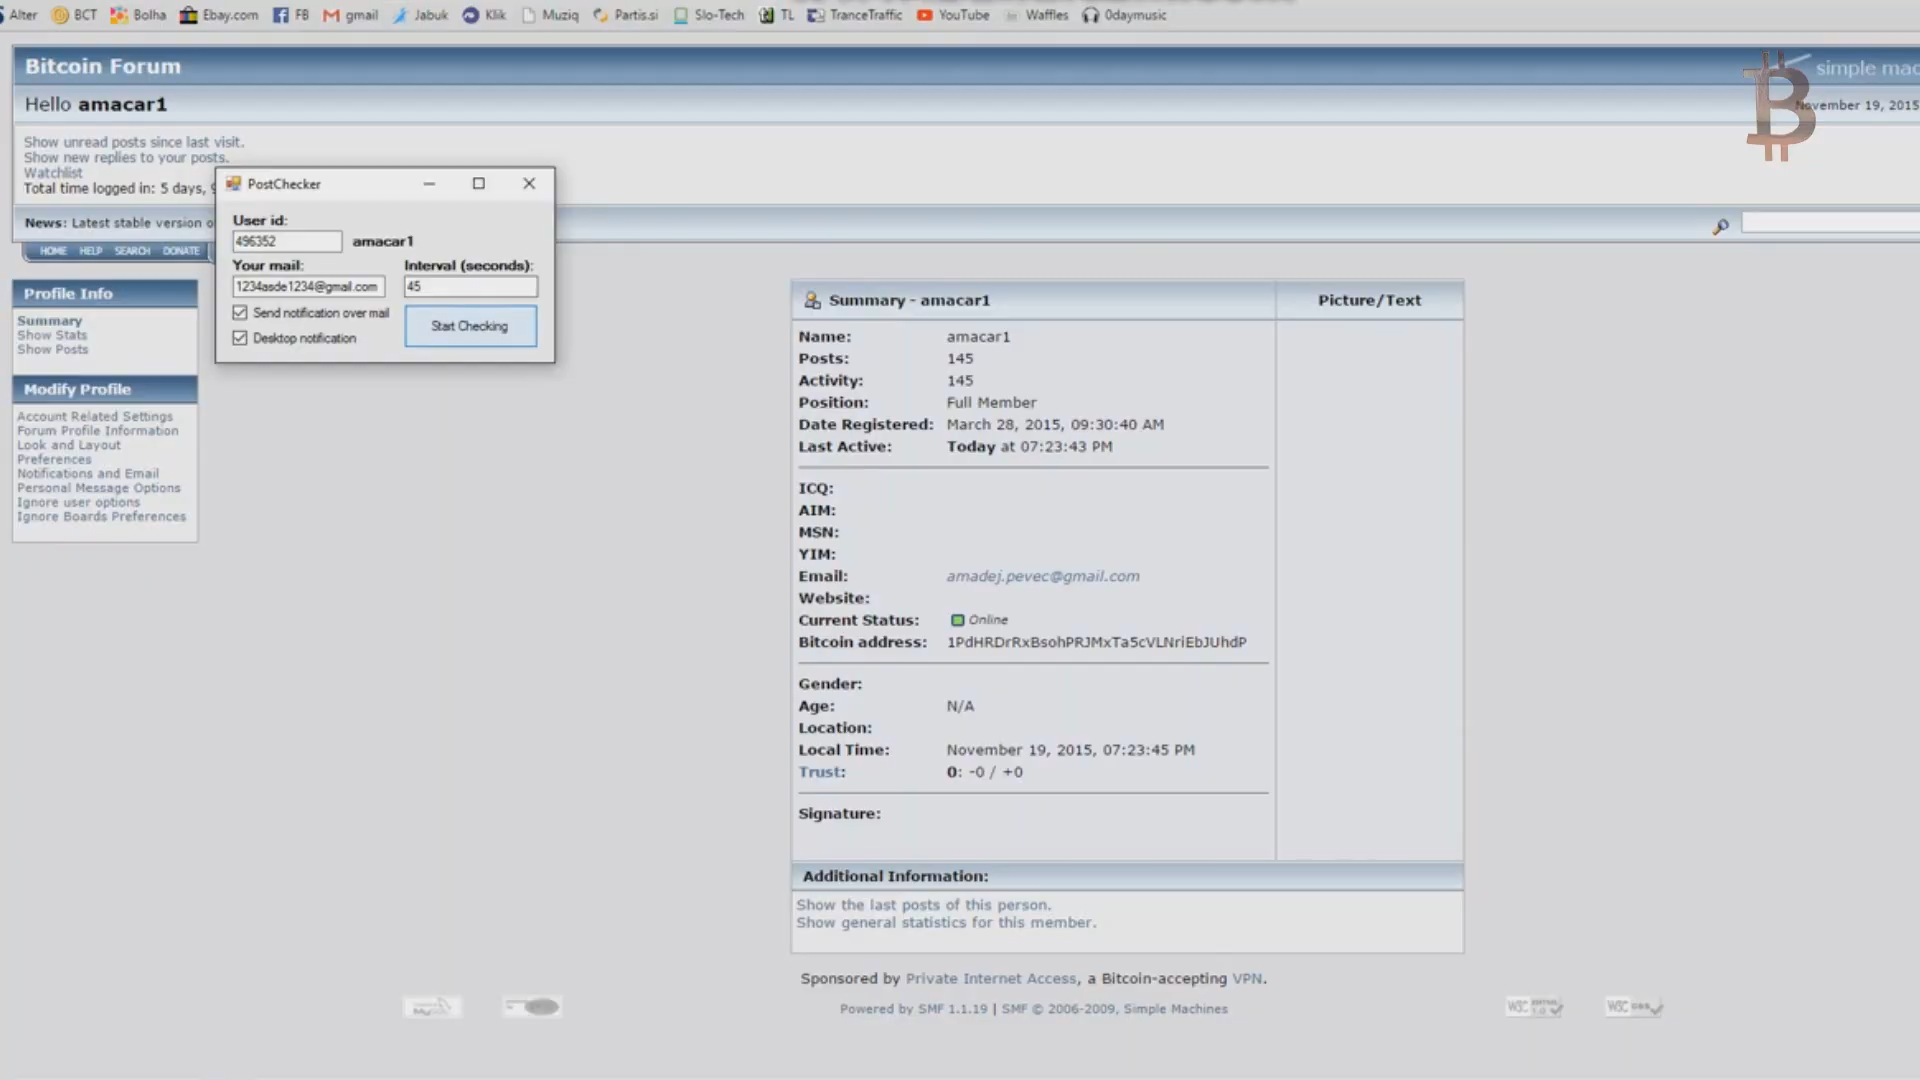 Alter BCT Bolha Ebay.com FB gmail Jabuk Klik Muziq Partis.si Slo-Tech TL TranceTraffic YouTube Waffles 0daymusic
Bitcoin Forum
simple mac
Hello amacar1
November 19, 2015
Show unread posts since last visit.
Show new replies to your posts.
Watchlist
Total time logged in: 5 days, 9
News: Latest stable version o
HOME HELP SEARCH DONATE
PostChecker
User id:
496352 amacar1
Your mail: Interval (seconds):
1234asde1234@gmail.com 45
Send notification over mail
Desktop notification
Start Checking
Profile Info
Summary
Show Stats
Show Posts
Modify Profile
Account Related Settings
Forum Profile Information
Look and Layout
Preferences
Notifications and Email
Personal Message Options
Ignore user options
Ignore Boards Preferences
Summary - amacar1 Picture/Text
Name: amacar1
Posts: 145
Activity: 145
Position: Full Member
Date Registered: March 28, 2015, 09:30:40 AM
Last Active: Today at 07:23:43 PM
ICQ:
AIM:
MSN:
YIM:
Email: amadej.pevec@gmail.com
Website:
Current Status: Online
Bitcoin address: 1PdHRDrRxBsohPRJMxTa5cVLNriEbJUhdP
Gender:
Age: N/A
Location:
Local Time: November 19, 2015, 07:23:45 PM
Trust: 0: -0 / +0
Signature:
Additional Information:
Show the last posts of this person.
Show general statistics for this member.
Sponsored by Private Internet Access, a Bitcoin-accepting VPN.
Powered by SMF 1.1.19 | SMF © 2006-2009, Simple Machines